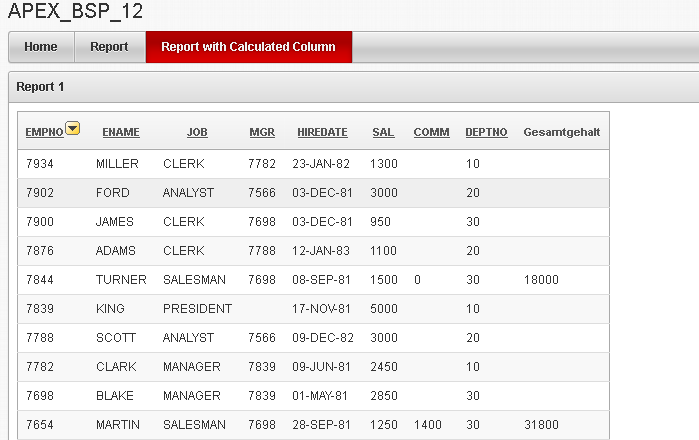 APEX_BSP_12
Home Report Report with Calculated Column
Report 1
EMPNO ENAME JOB MGR HIREDATE SAL COMM DEPTNO Gesamtgehalt
7934 MILLER CLERK 7782 23-JAN-82 1300 10
7902 FORD ANALYST 7566 03-DEC-81 3000 20
7900 JAMES CLERK 7698 03-DEC-81 950 30
7876 ADAMS CLERK 7788 12-JAN-83 1100 20
7844 TURNER SALESMAN 7698 08-SEP-81 1500 0 30 18000
7839 KING PRESIDENT 17-NOV-81 5000 10
7788 SCOTT ANALYST 7566 09-DEC-82 3000 20
7782 CLARK MANAGER 7839 09-JUN-81 2450 10
7698 BLAKE MANAGER 7839 01-MAY-81 2850 30
7654 MARTIN SALESMAN 7698 28-SEP-81 1250 1400 30 31800